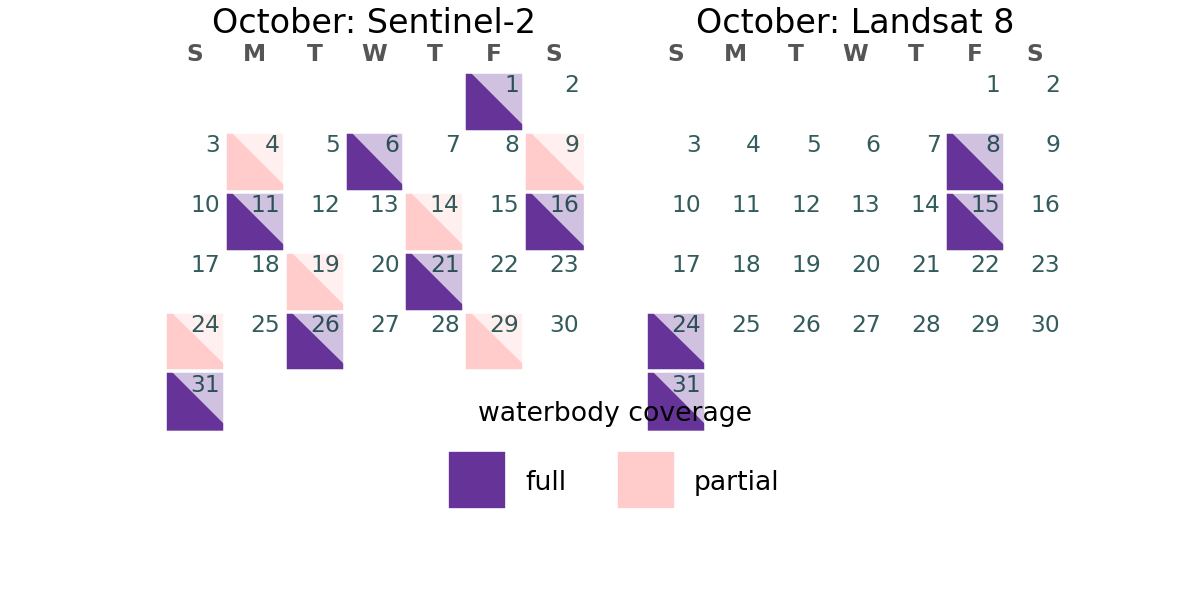 October: Sentinel-2
S M T W T F S
1 2
3 4 5 6 7 8 9
10 11 12 13 14 15 16
17 18 19 20 21 22 23
24 25 26 27 28 29 30
31
October: Landsat 8
S M T W T F S
1 2
3 4 5 6 7 8 9
10 11 12 13 14 15 16
17 18 19 20 21 22 23
24 25 26 27 28 29 30
31
waterbody coverage
full partial